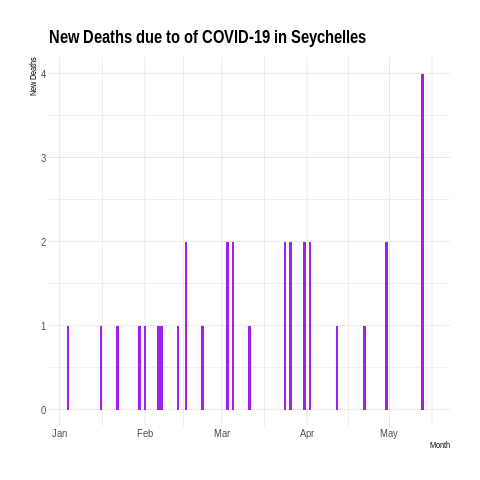 New Deaths due to of COVID-19 in Seychelles
New Deaths
4
3
2
1
0
Jan Feb Mar Apr May
Month